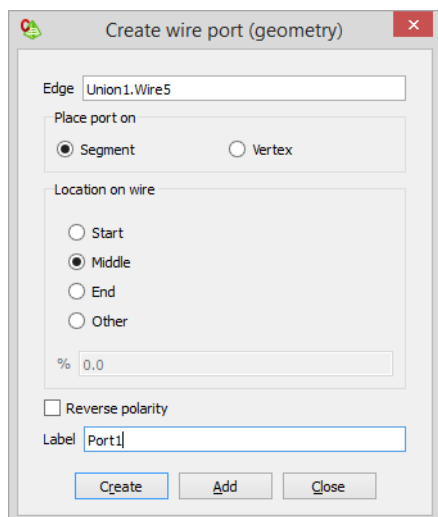 Create wire port (geometry)
Edge Union1.Wire5
Place port on
Segment Vertex
Location on wire
Start
Middle
End
Other
% 0.0
Reverse polarity
Label Port1
Create Add Close